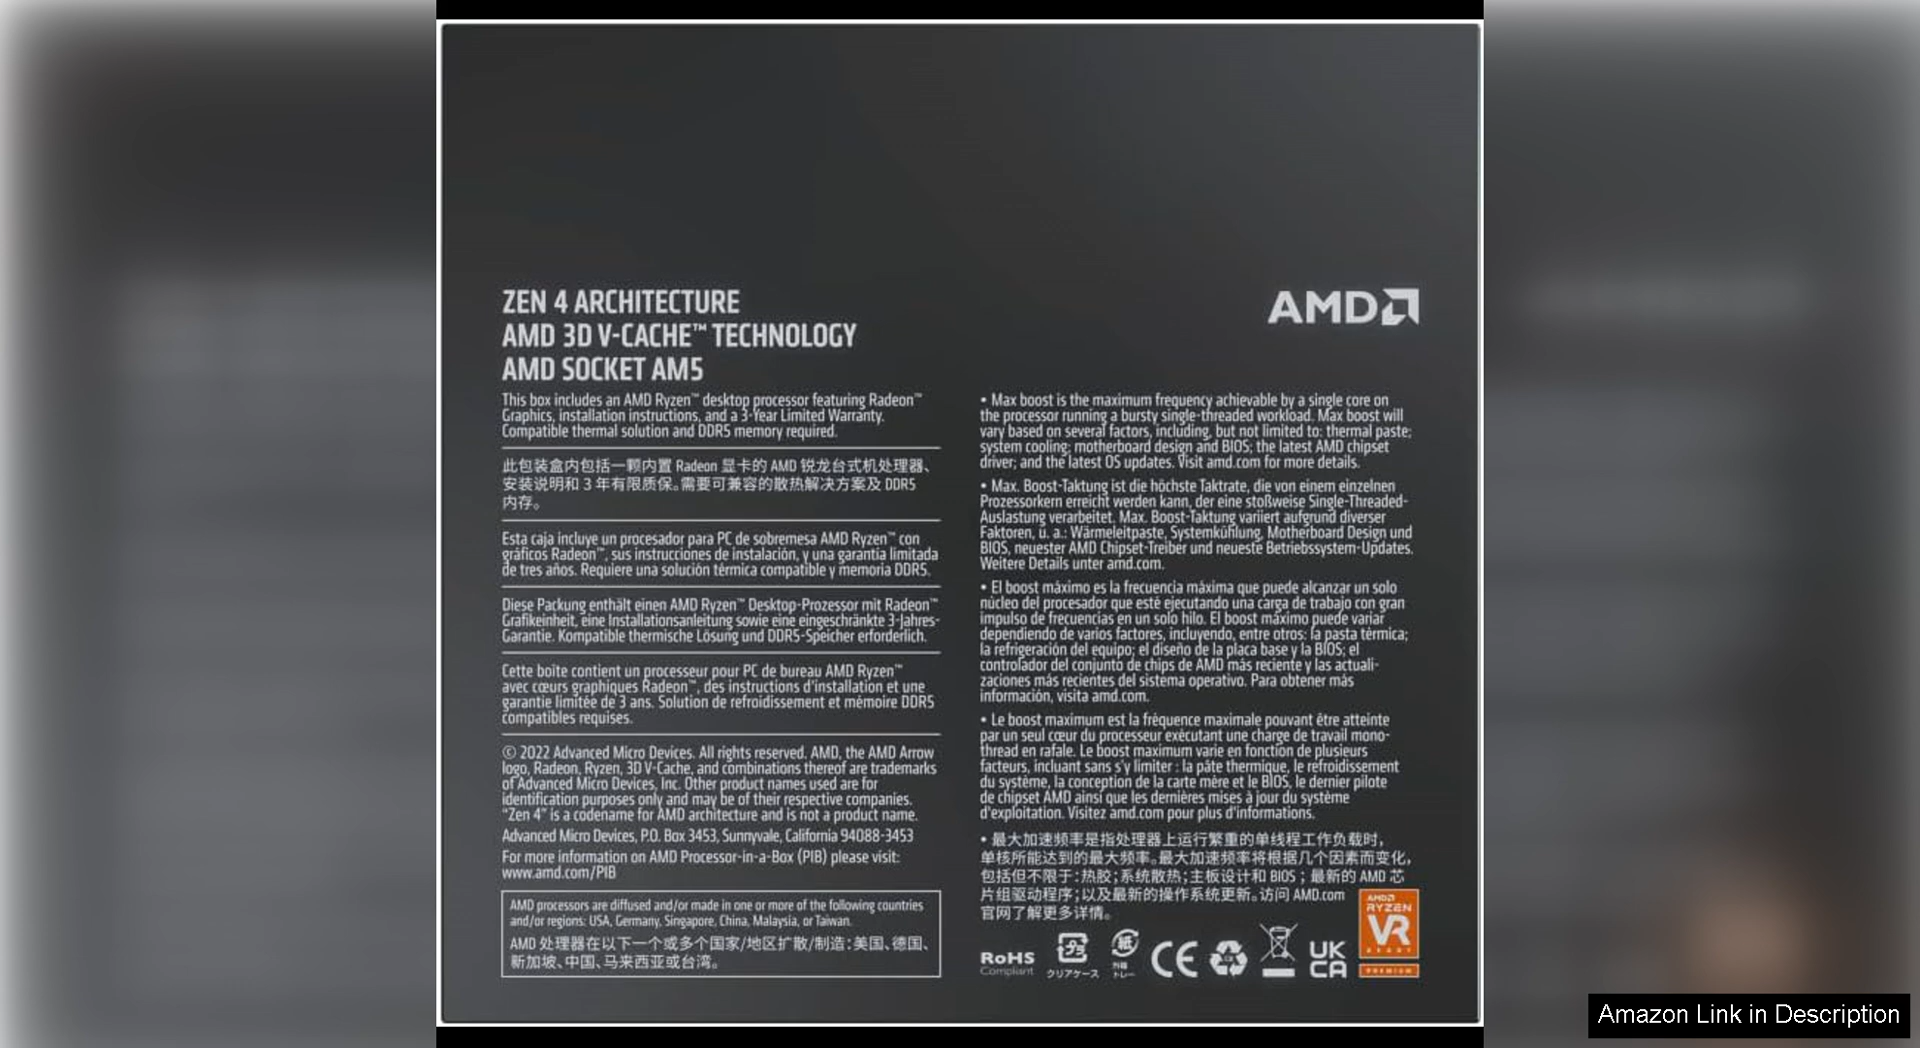 ZEN 4 ARCHITECTURE
AMD 3D V-CACHE™ TECHNOLOGY
AMD SOCKET AM5
This box includes an AMD Ryzen™ desktop processor featuring Radeon™
Graphics, installation instructions, and a 3-Year Limited Warranty.
Compatible thermal solution and DDR5 memory required.
此包装盒内包括一颗内置 Radeon 显卡的 AMD 锐龙台式机处理器、
安装说明和 3 年有限质保。需要可兼容的散热解决方案及 DDR5
内存。
Esta caja incluye un procesador para PC de sobremesa AMD Ryzen™ con
gráficos Radeon™, sus instrucciones de instalación, y una garantía limitada
de tres años. Requiere una solución térmica compatible y memoria DDR5.
Diese Packung enthält einen AMD Ryzen™ Desktop-Prozessor mit Radeon™
Grafikeinheit, eine Installationsanleitung sowie eine eingeschränkte 3-Jahres-
Garantie. Kompatible thermische Lösung und DDR5-Speicher erforderlich.
Cette boîte contient un processeur pour PC de bureau AMD Ryzen™
avec cœurs graphiques Radeon™, des instructions d'installation et une
garantie limitée de 3 ans. Solution de refroidissement et mémoire DDR5
compatibles requises.
© 2022 Advanced Micro Devices. All rights reserved. AMD, the AMD Arrow
logo, Radeon, Ryzen, 3D V-Cache, and combinations thereof are trademarks
of Advanced Micro Devices, Inc. Other product names used are for
identification purposes only and may be of their respective companies.
"Zen 4" is a codename for AMD architecture and is not a product name.
Advanced Micro Devices, P.O. Box 3453, Sunnyvale, California 94088-3453
For more information on AMD Processor-in-a-Box (PIB) please visit:
www.amd.com/PIB
AMD processors are diffused and/or made in one or more of the following countries
and/or regions: USA, Germany, Singapore, China, Malaysia, or Taiwan.
AMD 处理器在以下一个或多个国家/地区扩散/制造：美国、德国、
新加坡、中国、马来西亚或台湾。
AMD
• Max boost is the maximum frequency achievable by a single core on
the processor running a bursty single-threaded workload. Max boost will
vary based on several factors, including, but not limited to: thermal paste;
system cooling; motherboard design and BIOS; the latest AMD chipset
driver; and the latest OS updates. Visit amd.com for more details.
• Max. Boost-Taktung ist die höchste Taktrate, die von einem einzelnen
Prozessorkern erreicht werden kann, der eine stoßweise Single-Threaded-
Auslastung verarbeitet. Max. Boost-Taktung variiert aufgrund diverser
Faktoren, u. a.: Wärmeleitpaste, Systemkühlung, Motherboard Design und
BIOS, neuester AMD Chipset-Treiber und neueste Betriebssystem-Updates.
Weitere Details unter amd.com.
• El boost máximo es la frecuencia máxima que puede alcanzar un solo
núcleo del procesador que esté ejecutando una carga de trabajo con gran
impulso de frecuencias en un solo hilo. El boost máximo puede variar
dependiendo de varios factores, incluyendo, entre otros: la pasta térmica;
la refrigeración del equipo; el diseño de la placa base y la BIOS; el
controlador del conjunto de chips de AMD más reciente y las actuali-
zaciones más recientes del sistema operativo. Para obtener más
información, visita amd.com.
• Le boost maximum est la fréquence maximale pouvant être atteinte
par un seul cœur du processeur exécutant une charge de travail mono-
thread en rafale. Le boost maximum varie en fonction de plusieurs
facteurs, incluant sans s'y limiter : la pâte thermique, le refroidissement
du système, la conception de la carte mère et le BIOS, le dernier pilote
de chipset AMD ainsi que les dernières mises à jour du système
d'exploitation. Visitez amd.com pour plus d'informations.
• 最大加速频率是指处理器上运行繁重的单线程工作负载时，
单核所能达到的最大频率。最大加速频率将根据几个因素而变化，
包括但不限于：热胶；系统散热；主板设计和 BIOS；最新的 AMD 芯
片组驱动程序；以及最新的操作系统更新。访问 AMD.com
官网了解更多详情。
RoHS
Compliant
プラ
クリアケース
紙
外箱
トレー
CE
UK
CA
AMD
RYZEN
VR
READY
PREMIUM
Amazon Link in Description